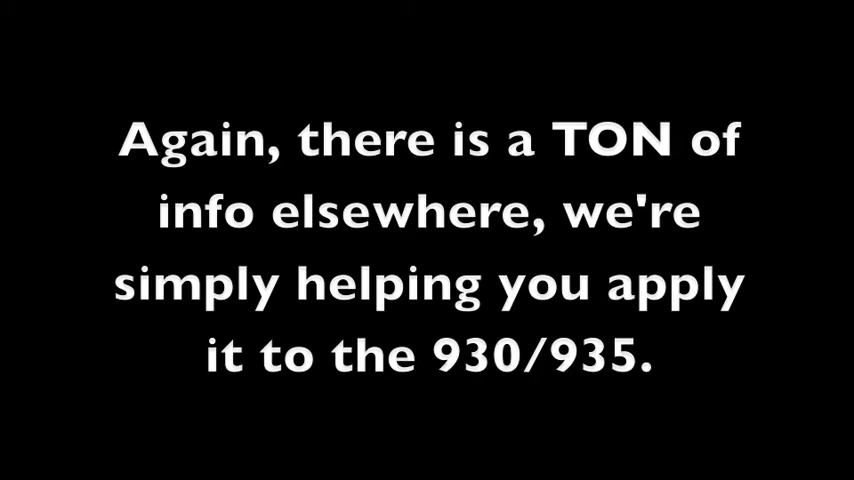 Again, there is a TON of
info elsewhere, we're
simply helping you apply
it to the 930/935.